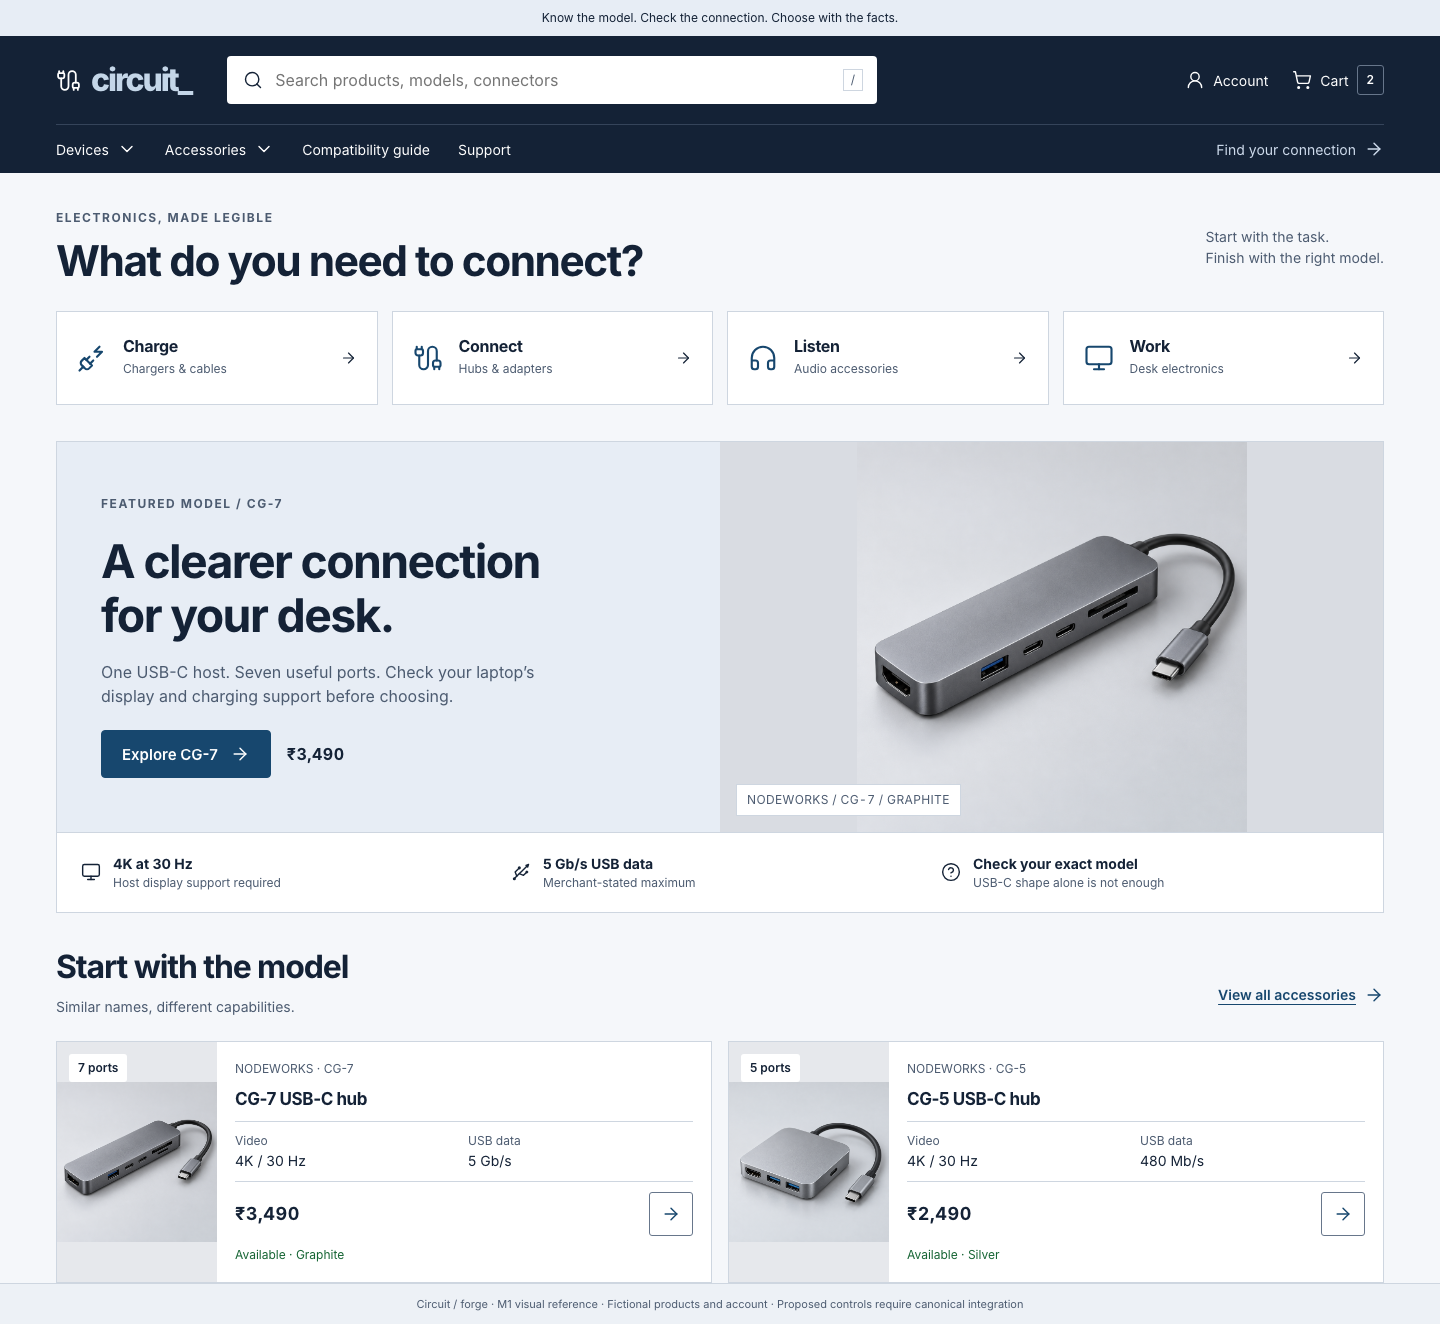 Know the model. Check the connection. Choose with the facts.
circuit_
Search products, models, connectors
/
Account
Cart
2
Devices
Accessories
Compatibility guide
Support
Find your connection
ELECTRONICS, MADE LEGIBLE
What do you need to connect?
Start with the task.
Finish with the right model.
Charge
Chargers & cables
Connect
Hubs & adapters
Listen
Audio accessories
Work
Desk electronics
FEATURED MODEL / CG-7
A clearer connection
for your desk.
One USB-C host. Seven useful ports. Check your laptop’s
display and charging support before choosing.
Explore CG-7
₹3,490
NODEWORKS / CG-7 / GRAPHITE
4K at 30 Hz
Host display support required
5 Gb/s USB data
Merchant-stated maximum
Check your exact model
USB-C shape alone is not enough
Start with the model
Similar names, different capabilities.
View all accessories
7 ports
NODEWORKS · CG-7
CG-7 USB-C hub
Video
4K / 30 Hz
USB data
5 Gb/s
₹3,490
Available · Graphite
5 ports
NODEWORKS · CG-5
CG-5 USB-C hub
Video
4K / 30 Hz
USB data
480 Mb/s
₹2,490
Available · Silver
Circuit / forge · M1 visual reference · Fictional products and account · Proposed controls require canonical integration